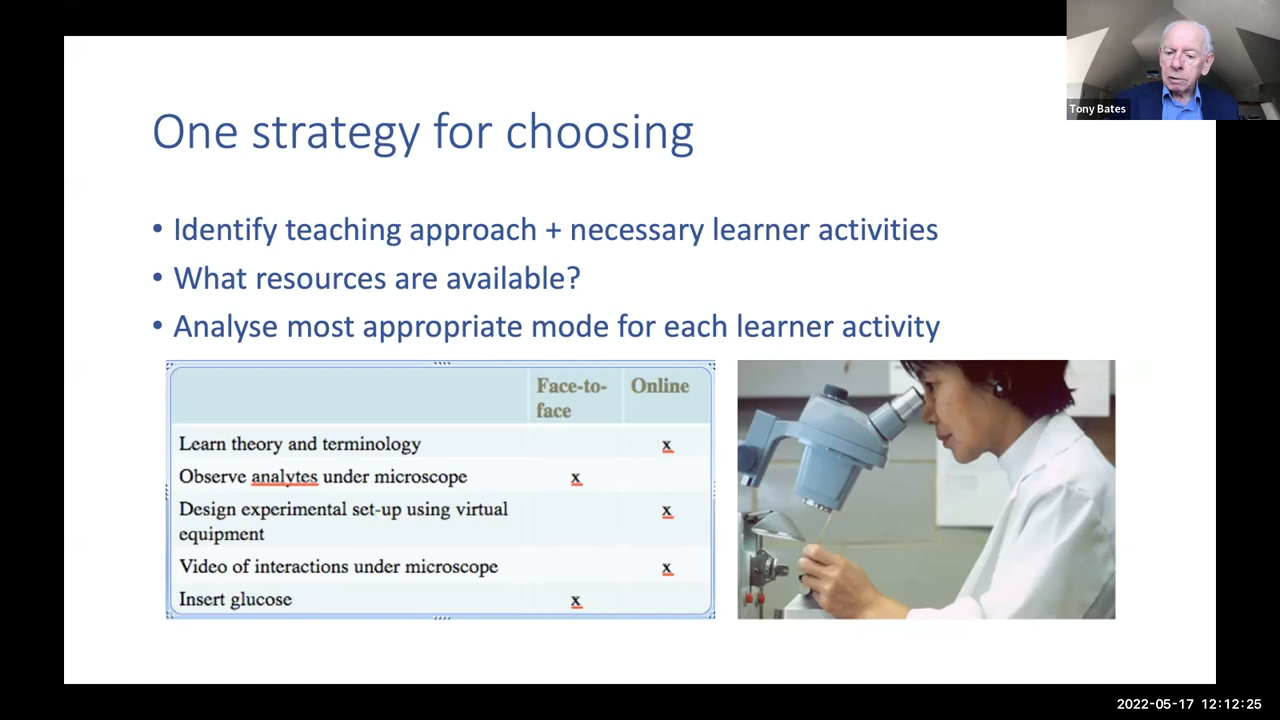 Tony Bates
One strategy for choosing
• Identify teaching approach + necessary learner activities
• What resources are available?
• Analyse most appropriate mode for each learner activity
Face-to-
face
Online
Learn theory and terminology x
Observe analytes under microscope x
Design experimental set-up using virtual x
equipment
Video of interactions under microscope x
Insert glucose x
2022-05-17 12:12:25